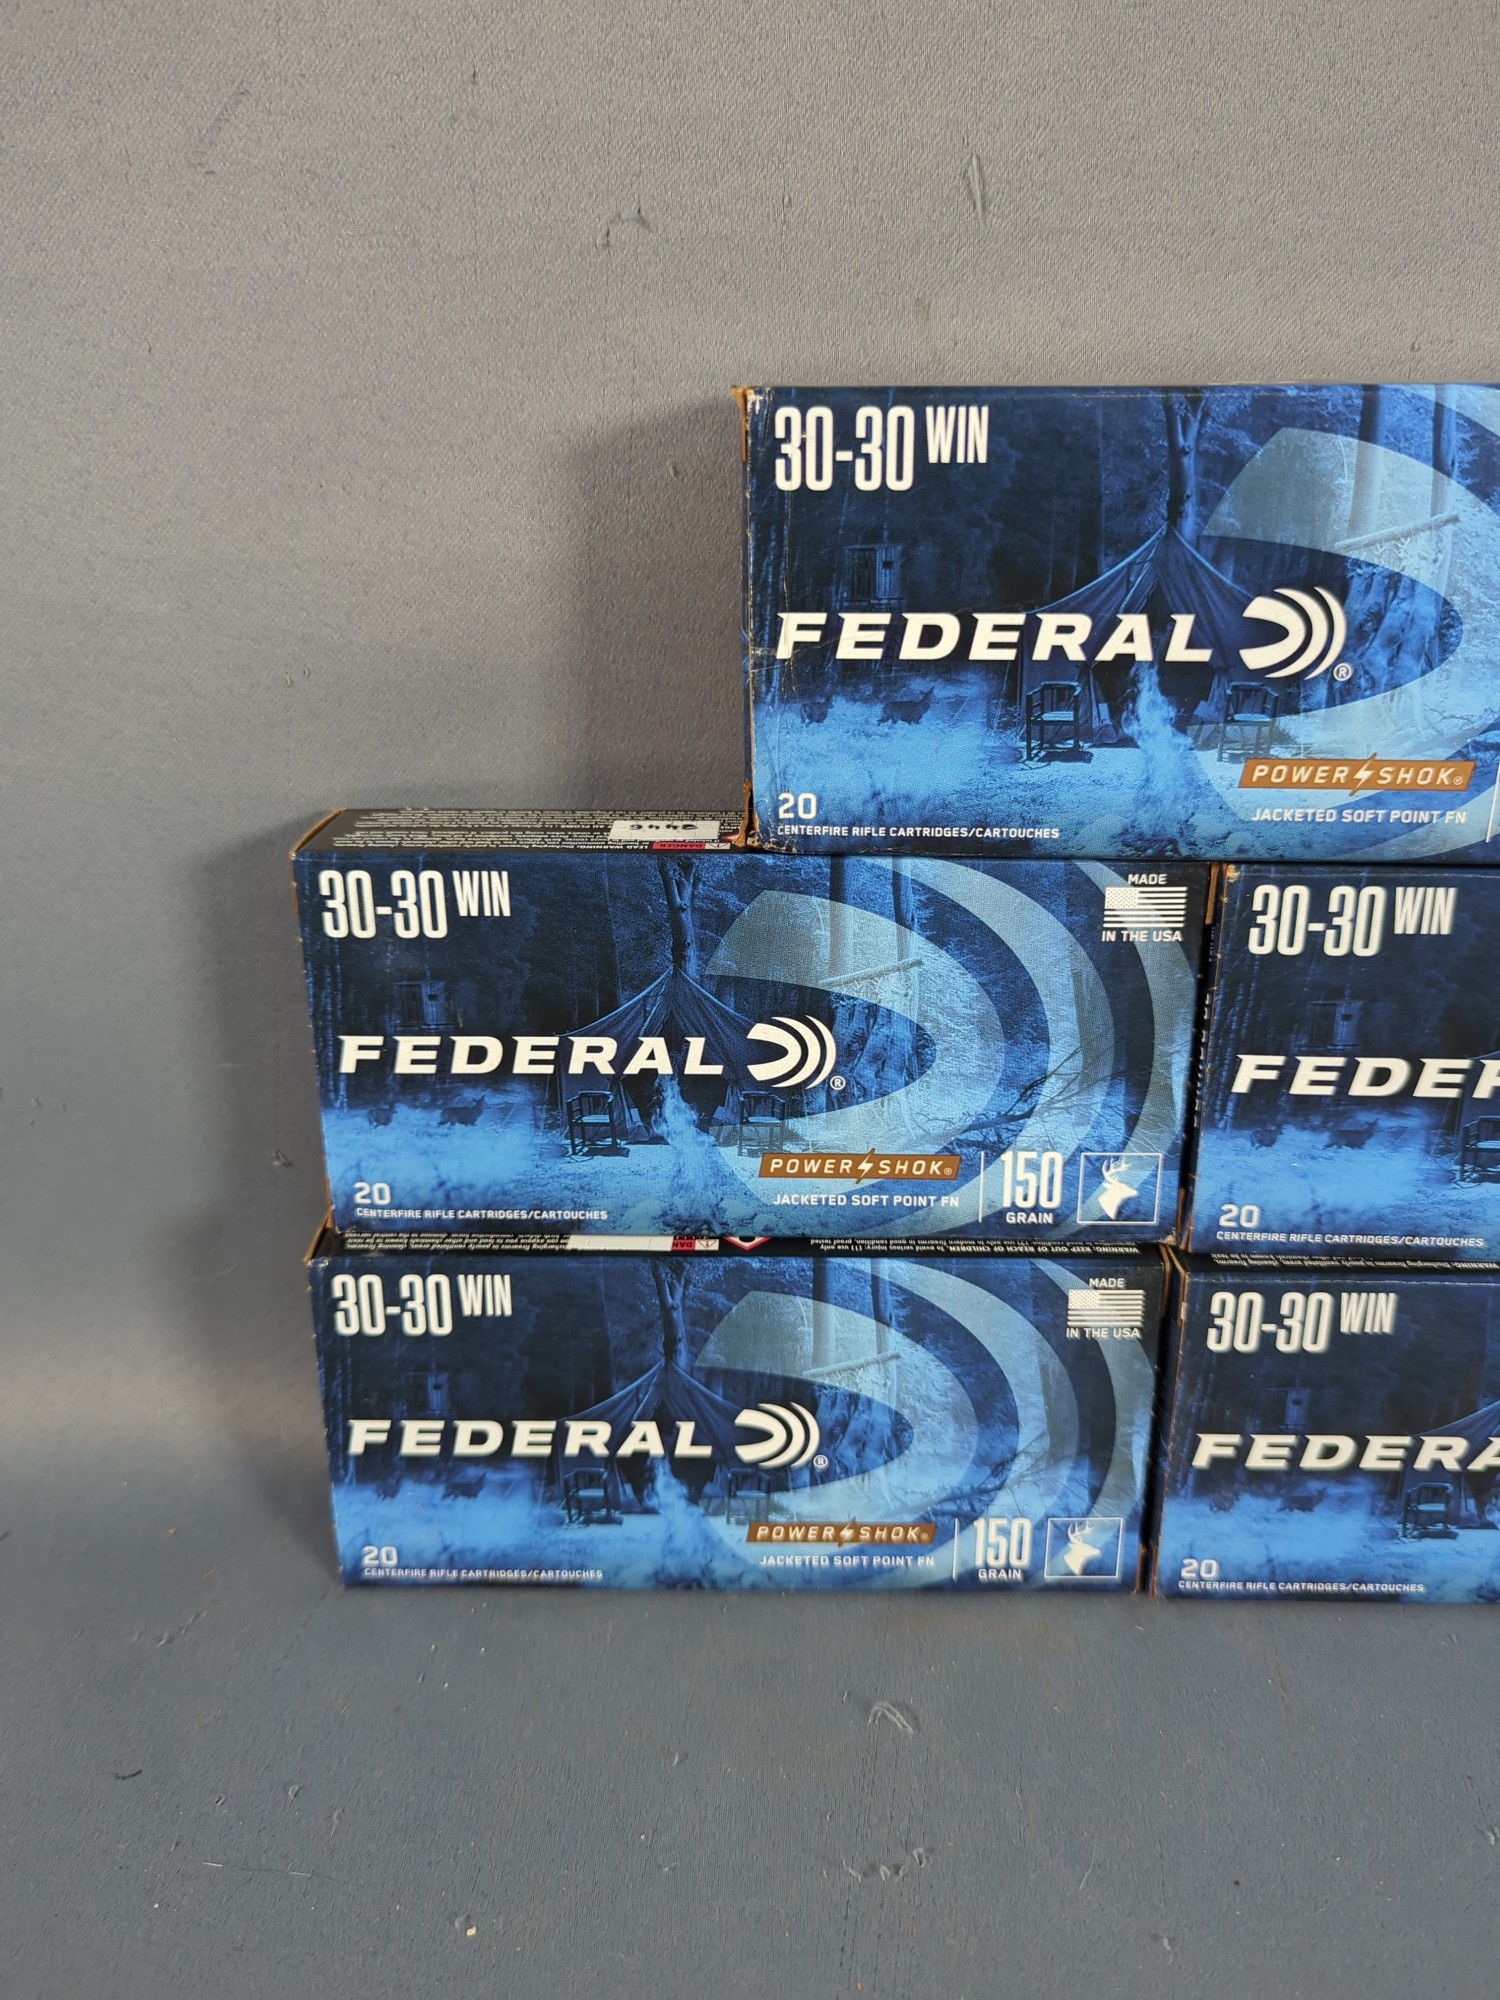 30-30 WIN
FEDERAL
®
POWER SHOK®
JACKETED SOFT POINT FN
20
CENTERFIRE RIFLE CARTRIDGES/CARTOUCHES
2446
DANGER
30-30 WIN
MADE
IN THE USA
FEDERAL
®
POWER SHOK®
JACKETED SOFT POINT FN
150
GRAIN
20
CENTERFIRE RIFLE CARTRIDGES/CARTOUCHES
30-30 WIN
FEDER
20
CENTERFIRE RIFLE CARTRIDGES/CARTOUCHES
30-30 WIN
MADE
IN THE USA
FEDERAL
®
POWER SHOK®
JACKETED SOFT POINT FN
150
GRAIN
20
CENTERFIRE RIFLE CARTRIDGES/CARTOUCHES
30-30 WIN
FEDERA
20
CENTERFIRE RIFLE CARTRIDGES/CARTOUCHES